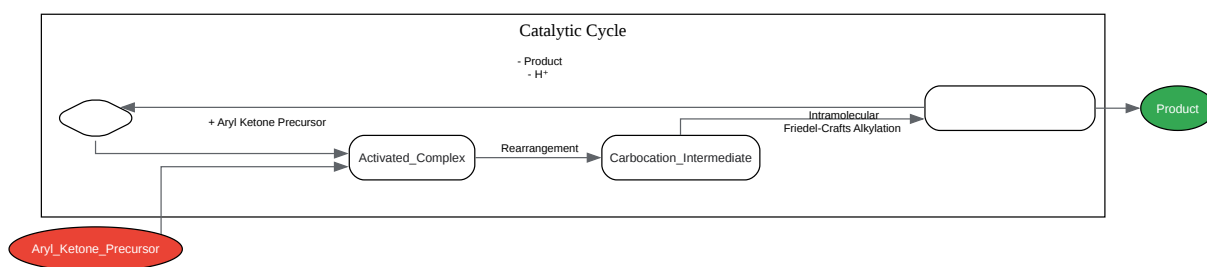 Catalytic Cycle
- Product
- H⁺
+ Aryl Ketone Precursor
Intramolecular
Friedel-Crafts Alkylation
Product
Activated_Complex
Rearrangement
Carbocation_Intermediate
Aryl_Ketone_Precursor